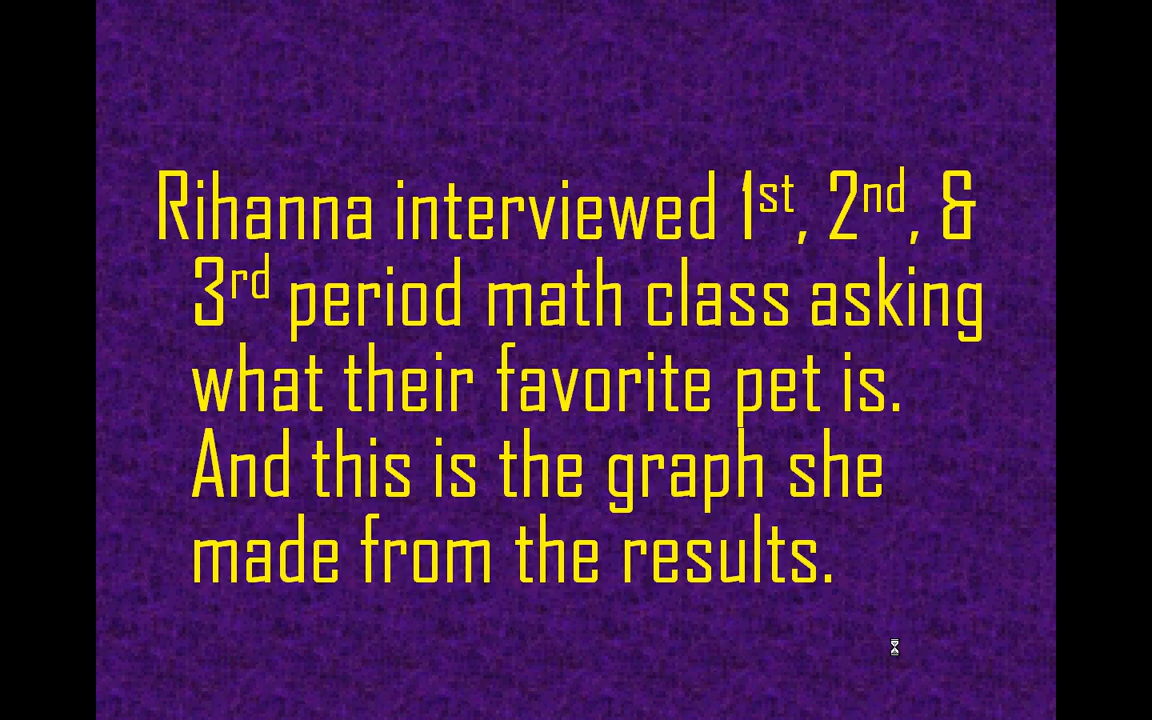 Rihanna interviewed 1st, 2nd, &
3rd period math class asking
what their favorite pet is.
And this is the graph she
made from the results.